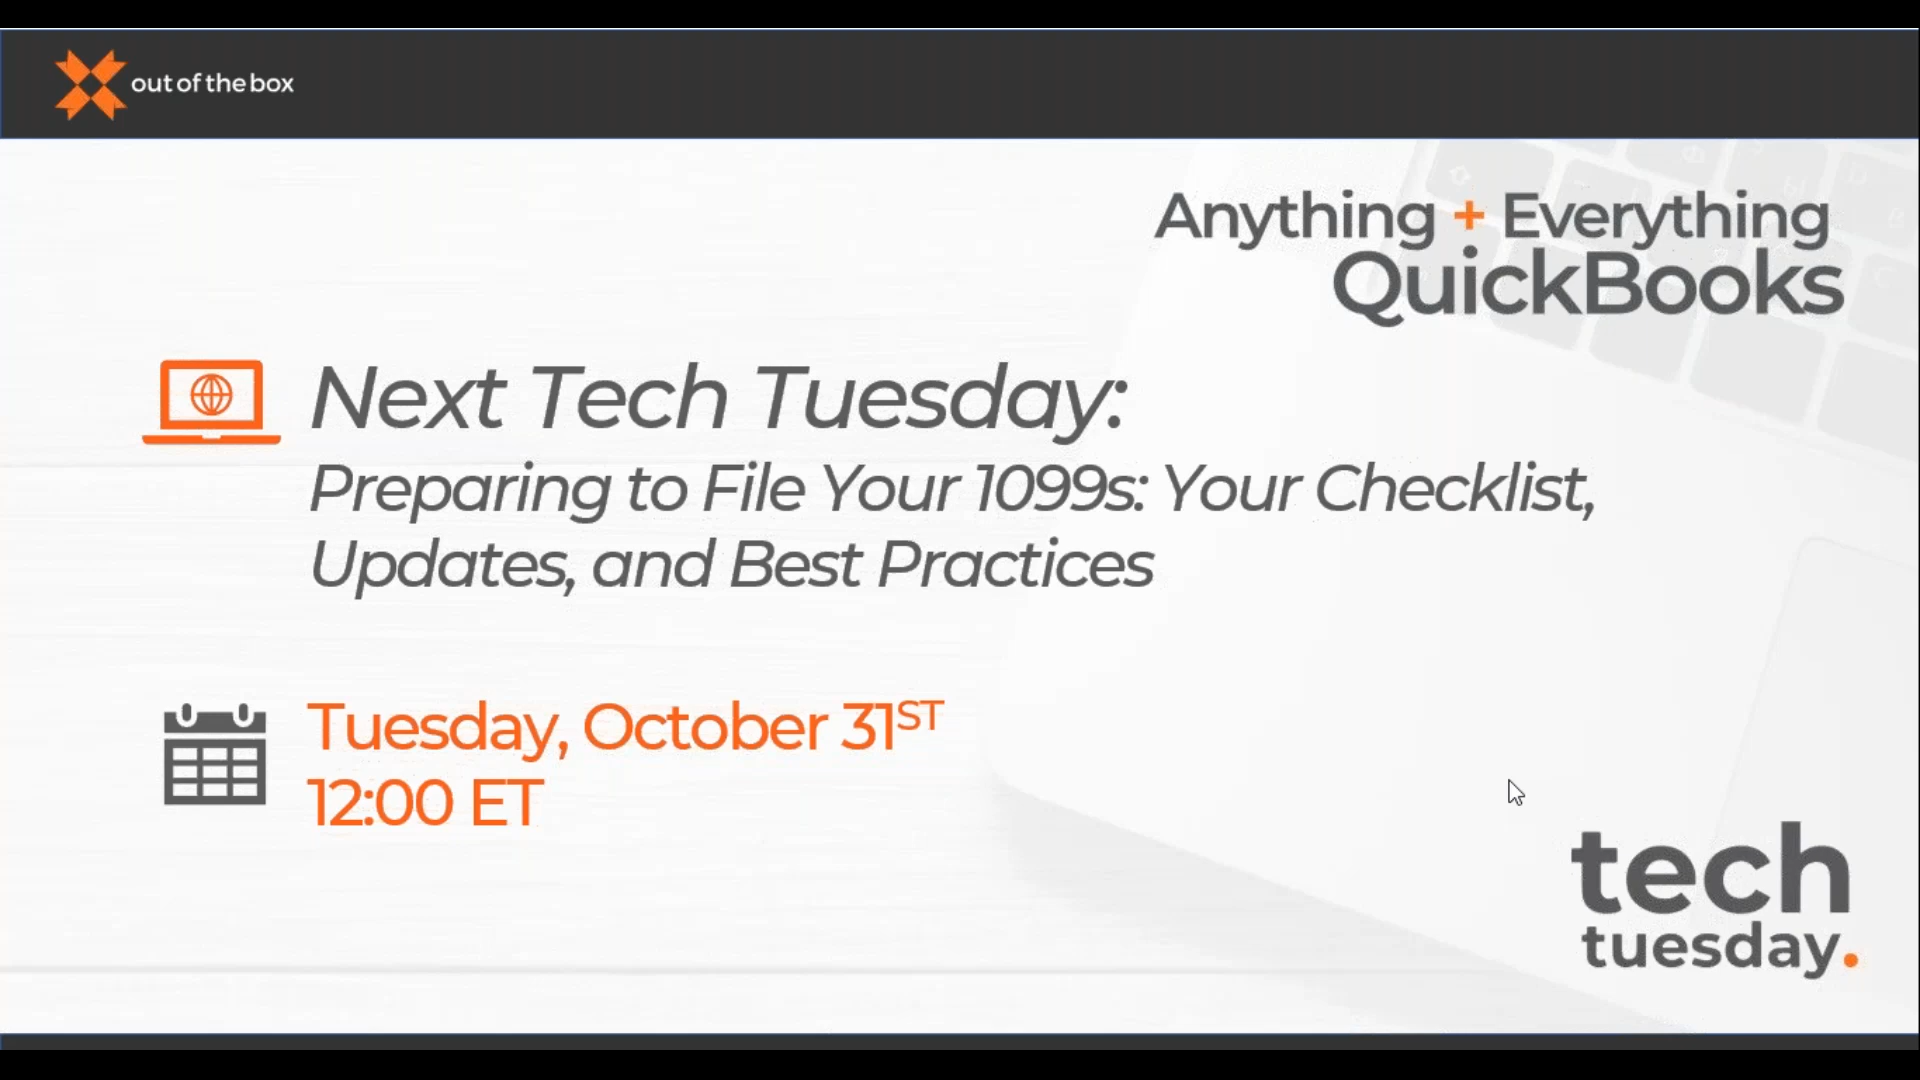 out of the box
Anything + Everything
QuickBooks
Next Tech Tuesday:
Preparing to File Your 1099s: Your Checklist,
Updates, and Best Practices
Tuesday, October 31ST
12:00 ET
tech
tuesday.